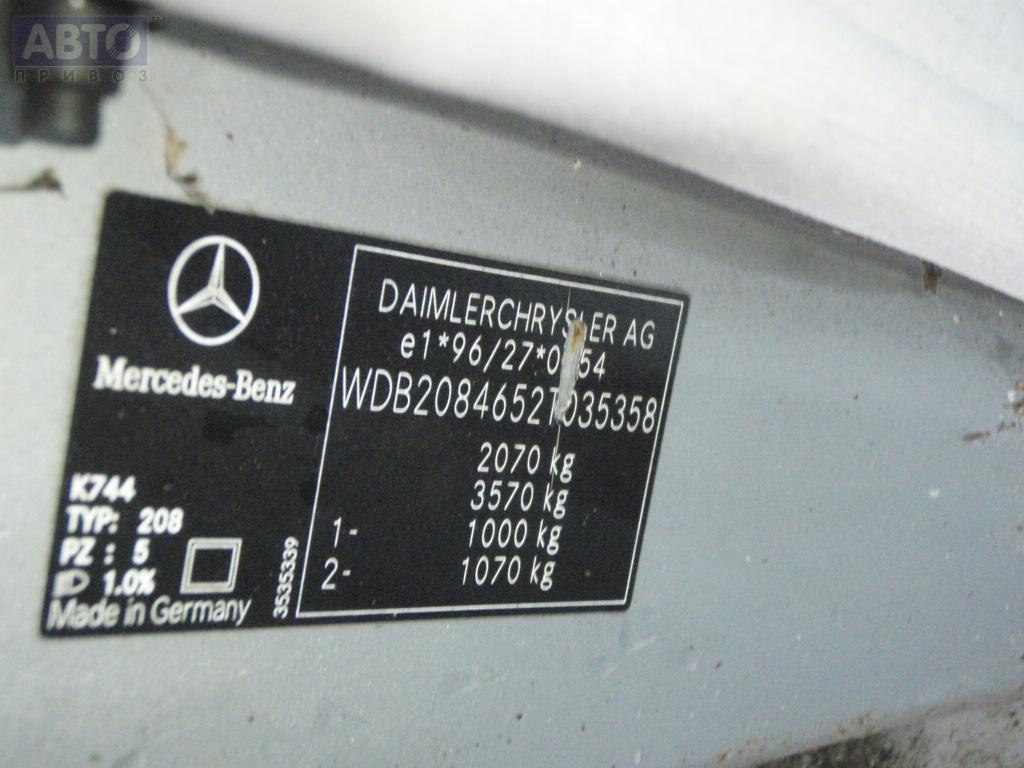 АВТО
ПРИВОЗ
Mercedes-Benz
K744
TYP: 208
PZ : 5
1.0%
Made in Germany
3535339
DAIMLERCHRYSLER AG
WDB2084652T035358
2070 kg
3570 kg
1- 1000 kg
2- 1070 kg